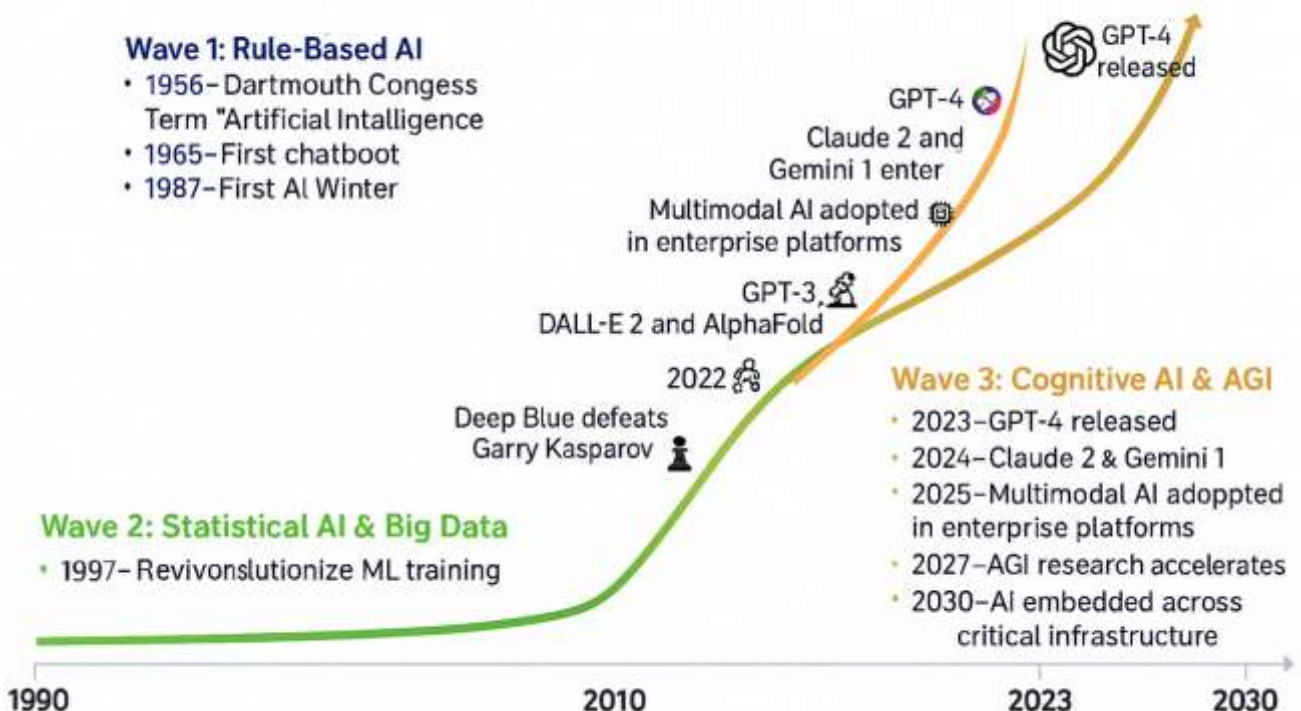 Wave 1: Rule-Based AI
• 1956–Dartmouth Congess
Term "Artificial Intalligence
• 1965–First chatboot
• 1987–First AI Winter
GPT-4
released
GPT-4
Claude 2 and
Gemini 1 enter
Multimodal AI adopted
in enterprise platforms
GPT-3,
DALL-E 2 and AlphaFold
2022
Deep Blue defeats
Garry Kasparov
Wave 2: Statistical AI & Big Data
• 1997–Revivonslutionize ML training
Wave 3: Cognitive AI & AGI
• 2023–GPT-4 released
• 2024–Claude 2 & Gemini 1
• 2025–Multimodal AI adoppted
in enterprise platforms
• 2027–AGI research accelerates
• 2030–Ai embedded across
critical infrastructure
1990 2010 2023 2030